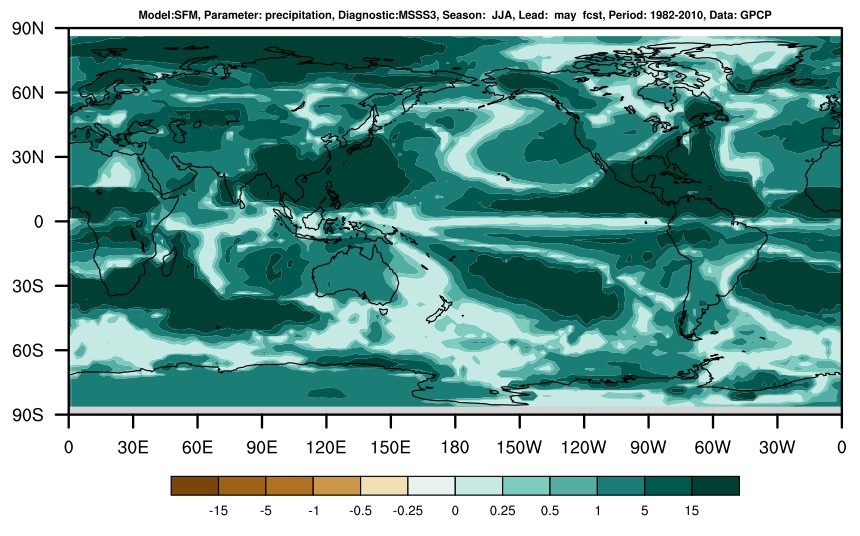 Model:SFM, Parameter: precipitation, Diagnostic:MSSS3, Season: JJA, Lead: may fcst, Period: 1982-2010, Data: GPCP
90N
60N
30N
0
30S
60S
90S
0 30E 60E 90E 120E 150E 180 150W 120W 90W 60W 30W 0
-15 -5 -1 -0.5 -0.25 0 0.25 0.5 1 5 15